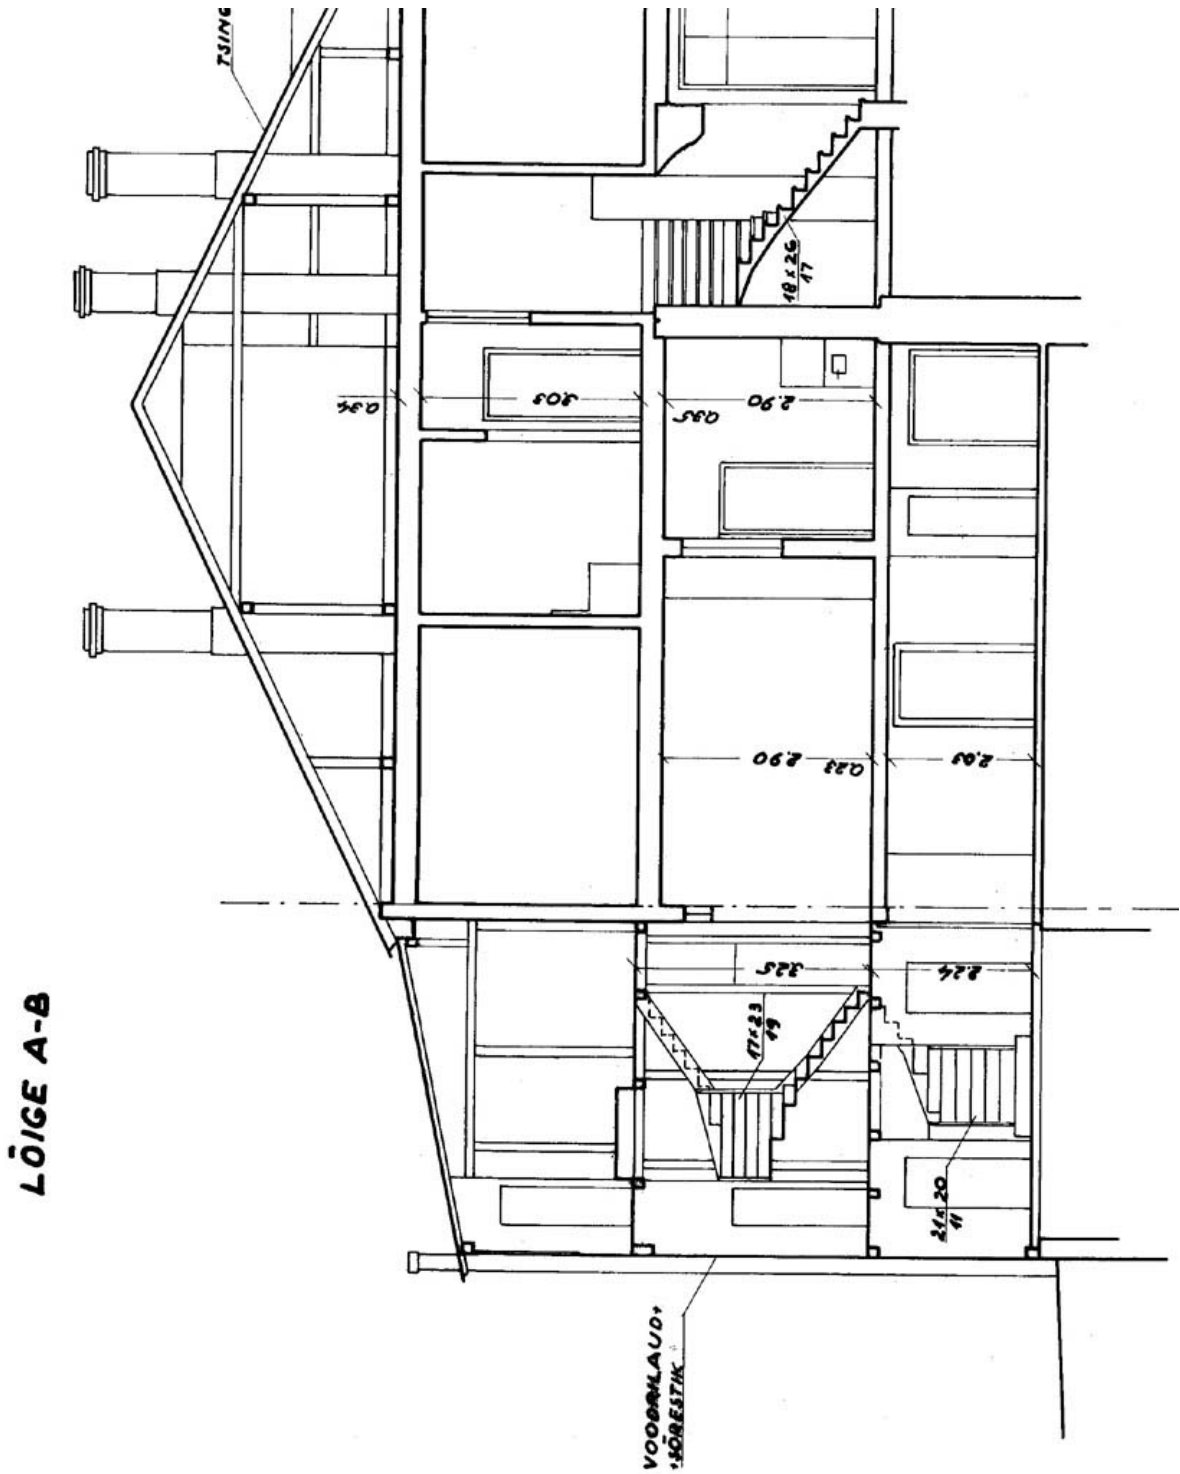 LÕIGE A-B
TSING
18 x 26
17
0.34
3.03
0.35
2.90
2.90
0.23
2.03
3.25
2.24
17 x 23
19
21 x 20
11
VOODRILAUD+
+SÕRESTIK